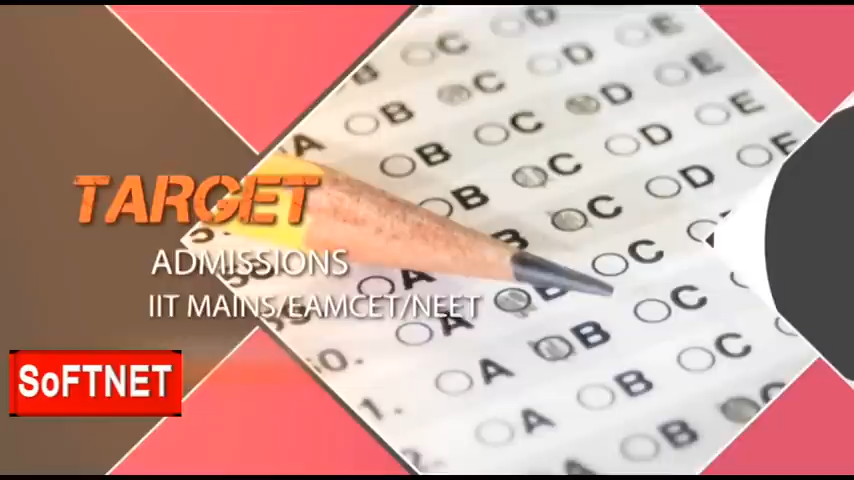 TARGET
ADMISSIONS
IIT MAINS/EAMCET/NEET
SoFTNET